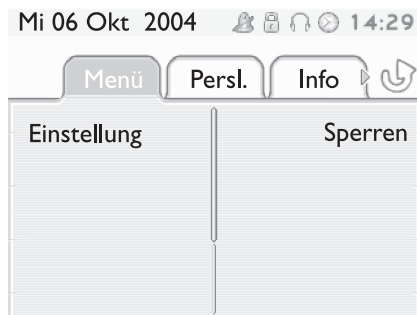 Mi 06 Okt 2004 14:29
Menü Persl. Info
Einstellung Sperren